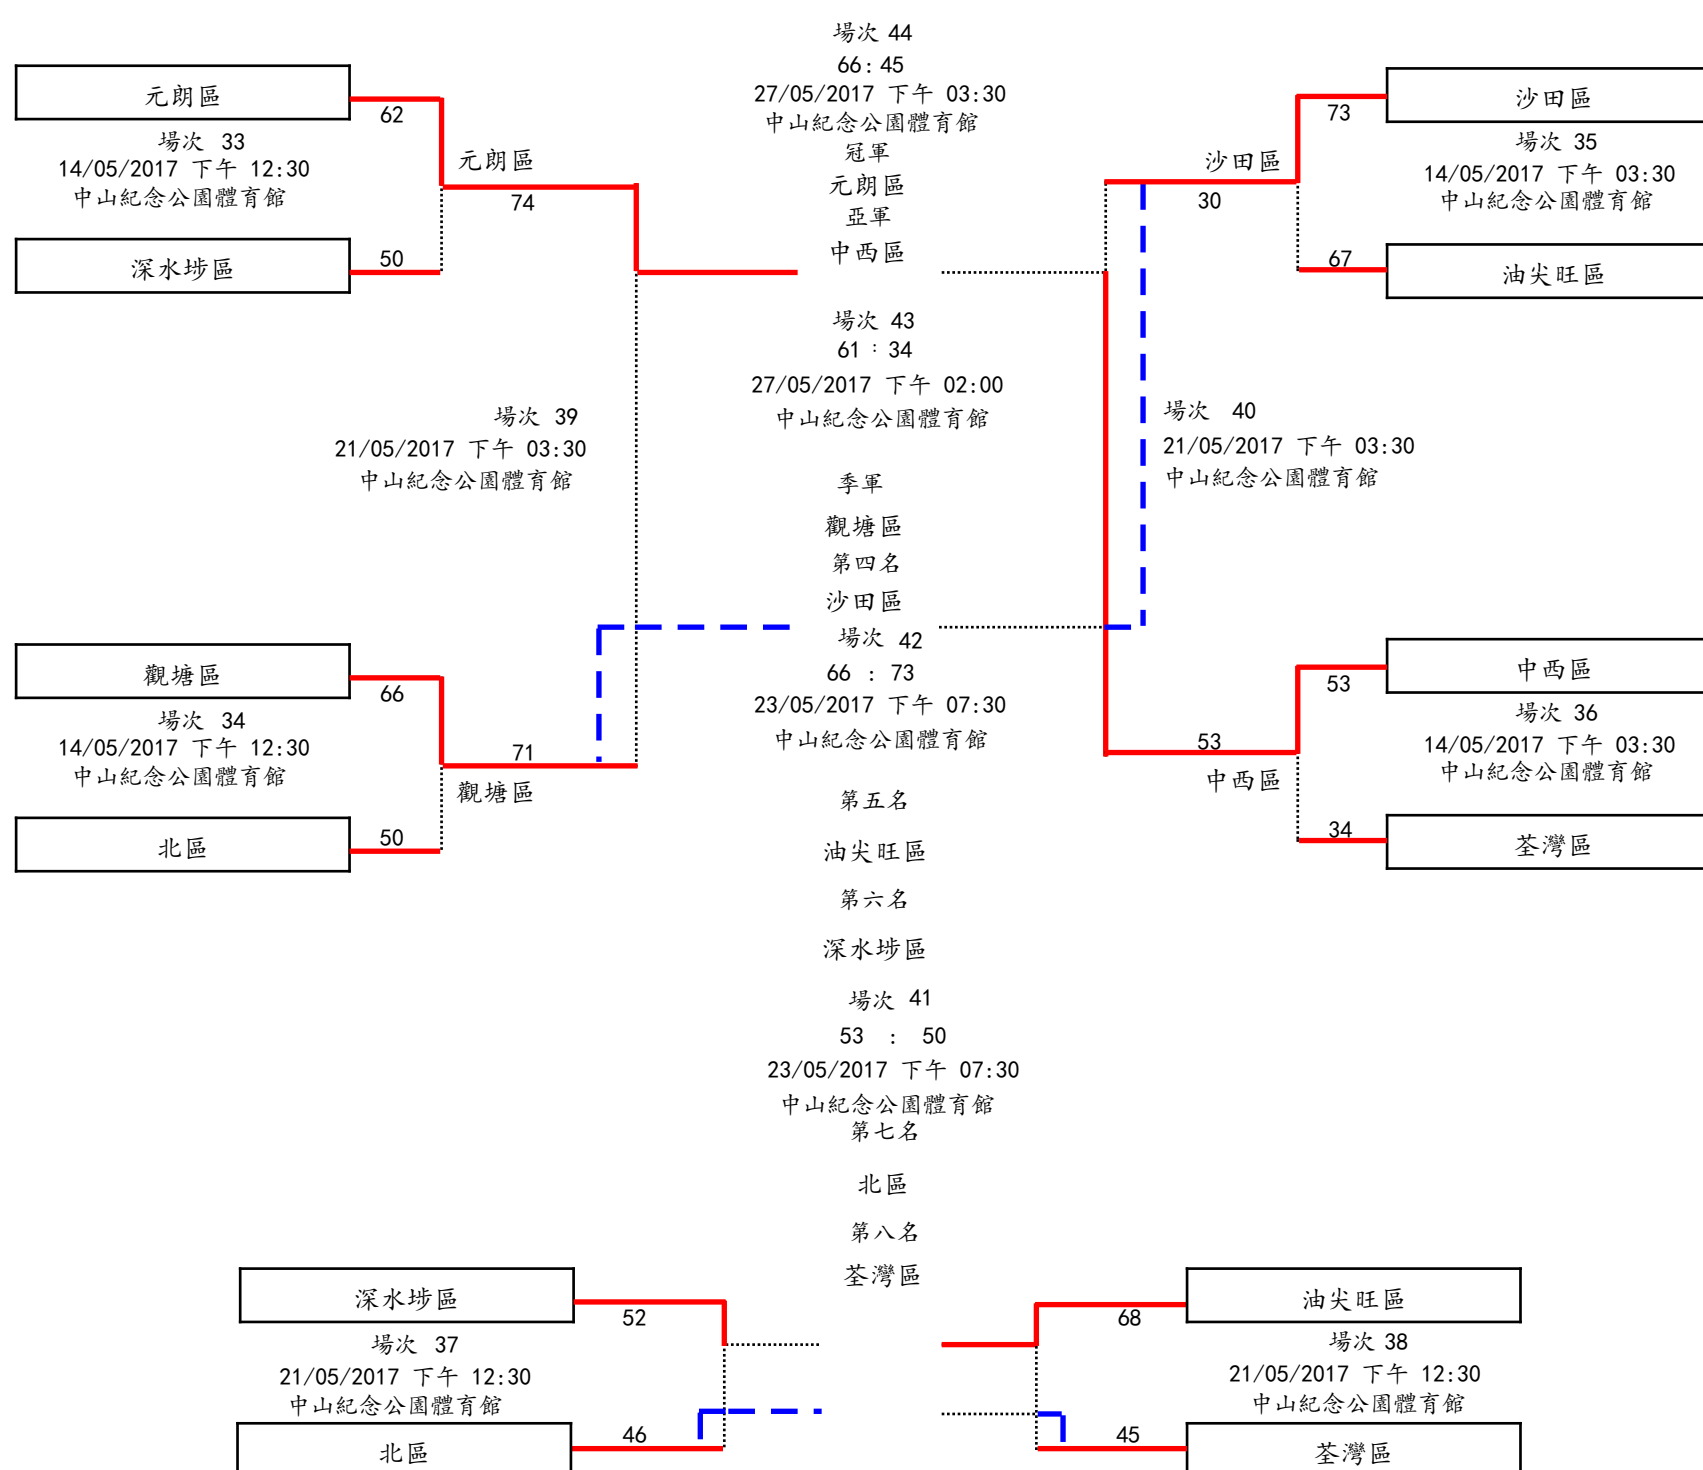 場次 44
66:45
27/05/2017 下午 03:30
中山紀念公園體育館
冠軍
元朗區
亞軍
中西區
元朗區
62
場次 33
14/05/2017 下午 12:30
中山紀念公園體育館
深水埗區
50
元朗區
74
沙田區
30
沙田區
73
場次 35
14/05/2017 下午 03:30
中山紀念公園體育館
油尖旺區
67
場次 43
61 : 34
27/05/2017 下午 02:00
中山紀念公園體育館
場次 39
21/05/2017 下午 03:30
中山紀念公園體育館
場次 40
21/05/2017 下午 03:30
中山紀念公園體育館
季軍
觀塘區
第四名
沙田區
場次 42
66 : 73
23/05/2017 下午 07:30
中山紀念公園體育館
觀塘區
66
場次 34
14/05/2017 下午 12:30
中山紀念公園體育館
北區
50
71
觀塘區
53
中西區
中西區
53
場次 36
14/05/2017 下午 03:30
中山紀念公園體育館
荃灣區
34
第五名
油尖旺區
第六名
深水埗區
場次 41
53 : 50
23/05/2017 下午 07:30
中山紀念公園體育館
第七名
北區
第八名
荃灣區
深水埗區
52
場次 37
21/05/2017 下午 12:30
中山紀念公園體育館
北區
46
油尖旺區
68
場次 38
21/05/2017 下午 12:30
中山紀念公園體育館
荃灣區
45